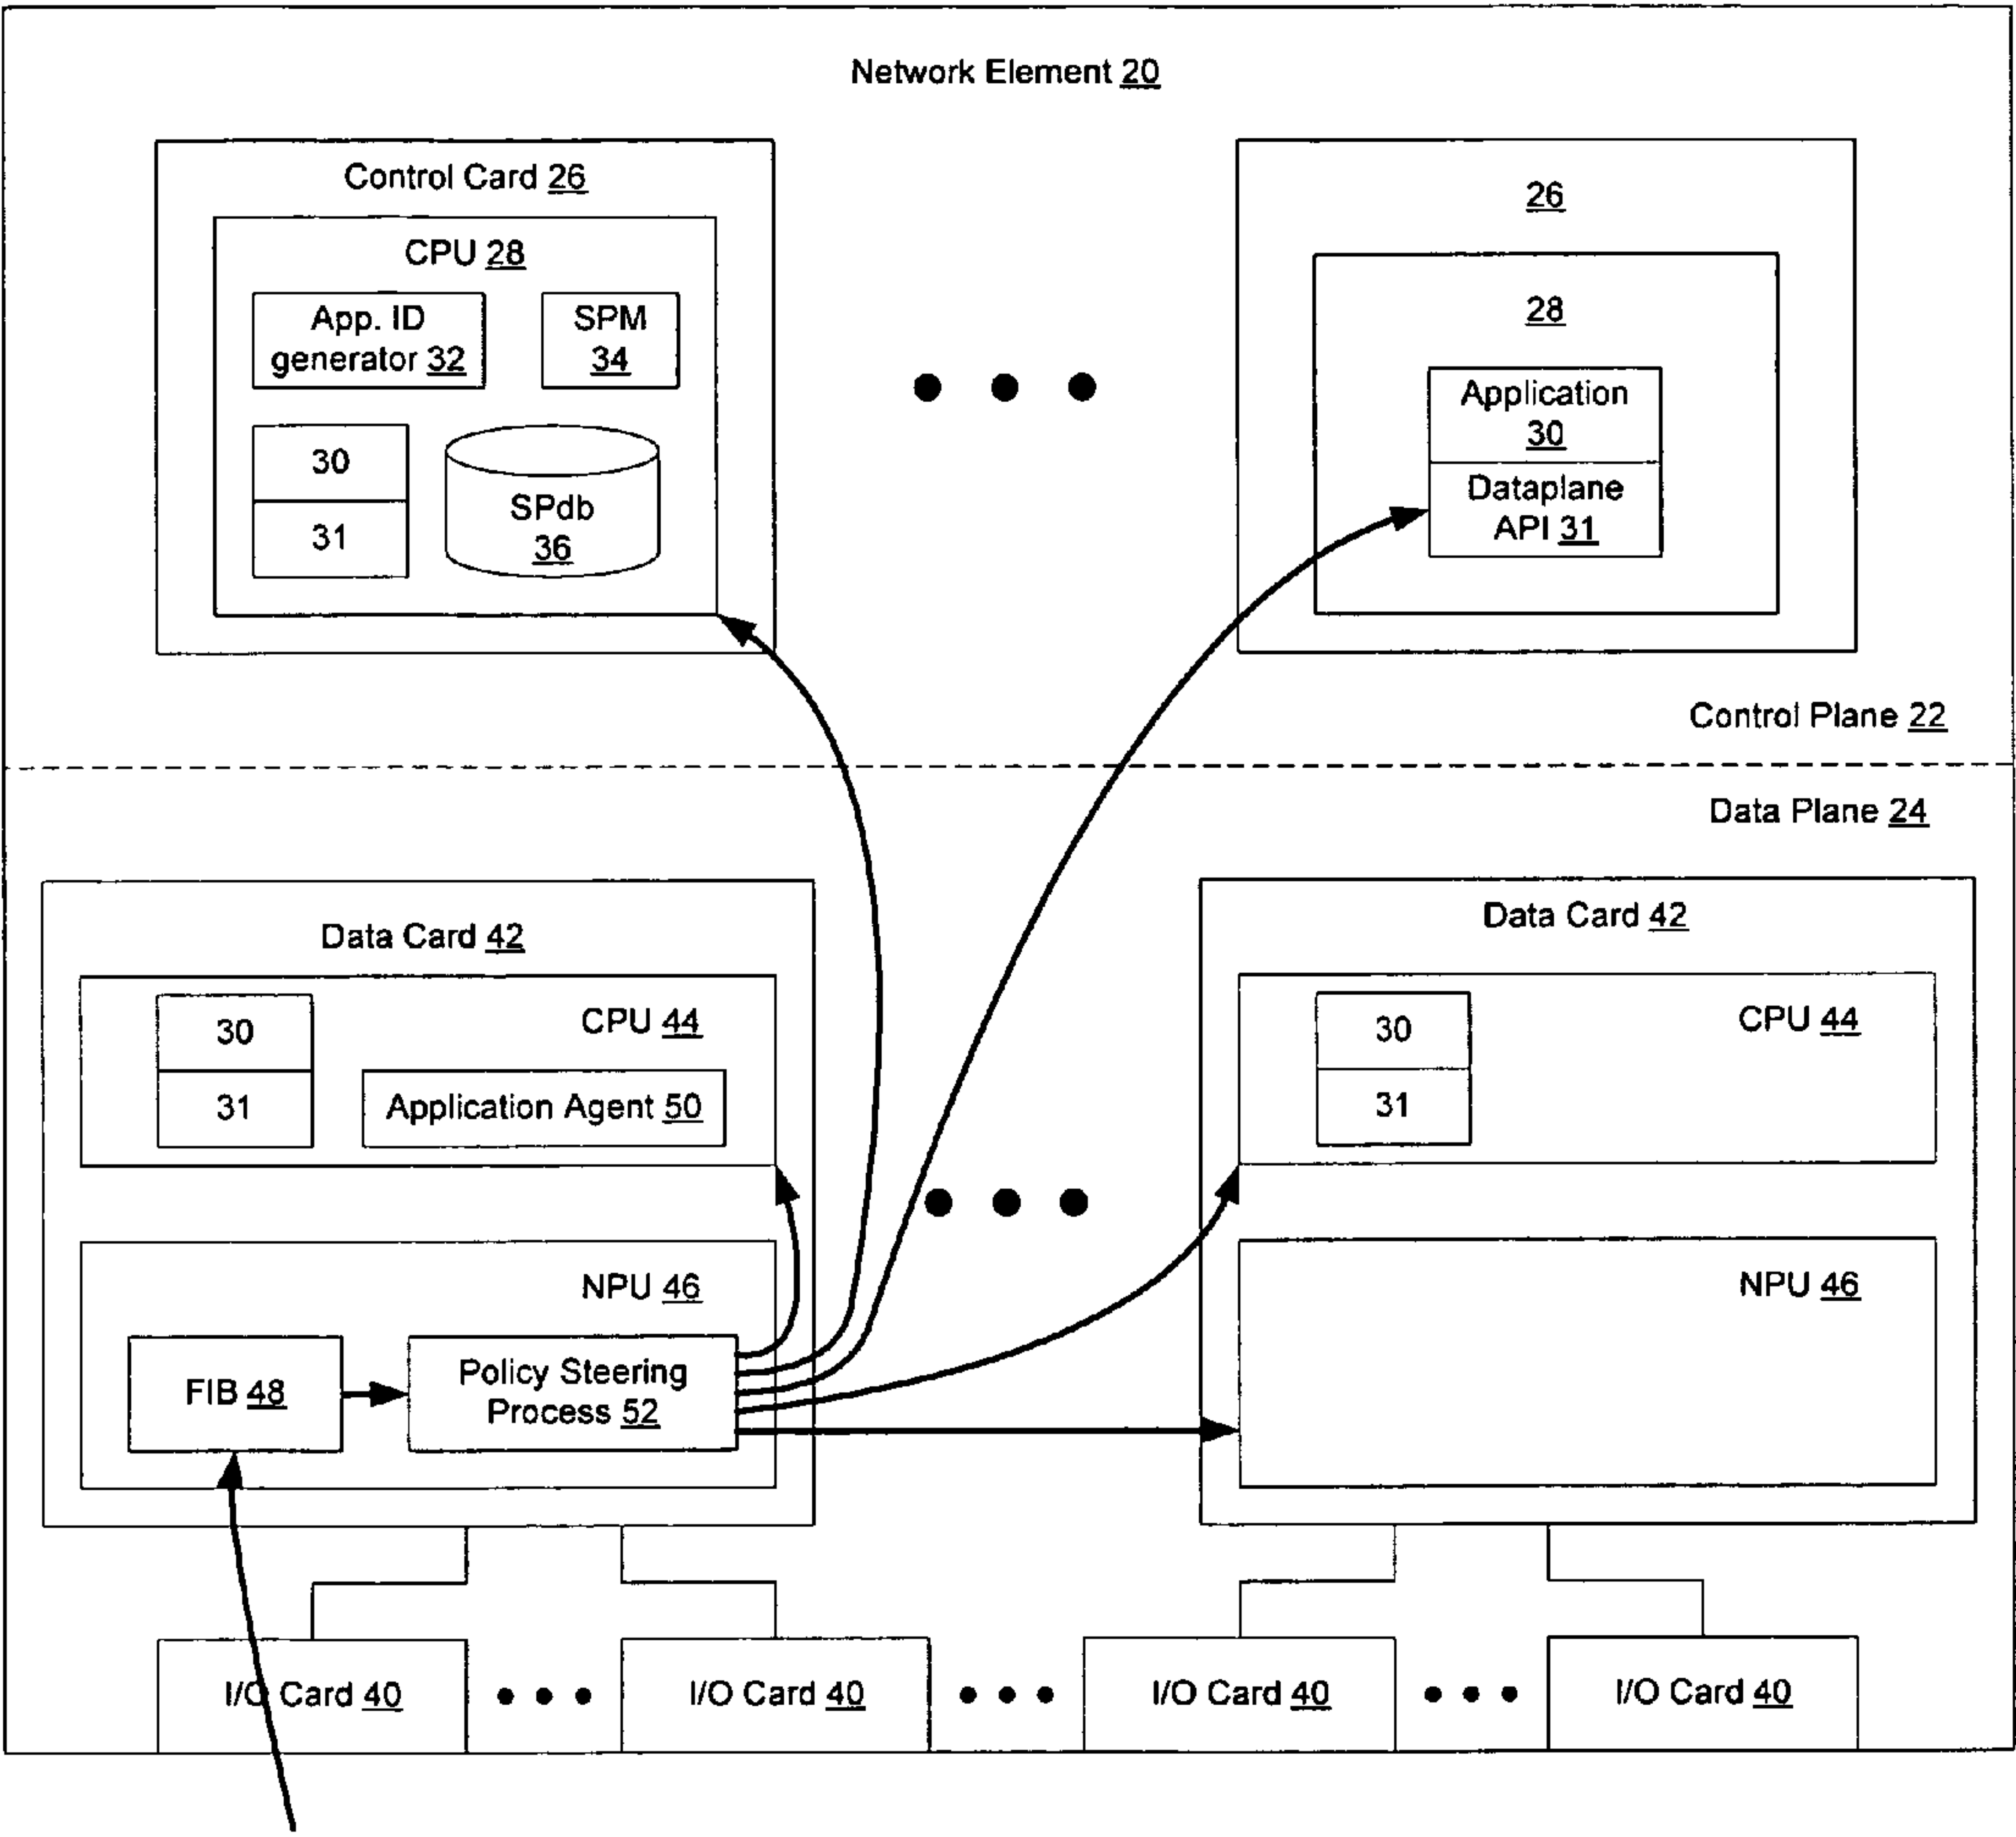 Network Element 20
Control Card 26
CPU 28
App. ID
generator 32
SPM
34
30
31
SPdb
36
26
28
Application
30
Dataplane
API 31
Control Plane 22
Data Plane 24
Data Card 42
30
31
CPU 44
Application Agent 50
NPU 46
FIB 48
Policy Steering
Process 52
Data Card 42
30
31
CPU 44
NPU 46
I/O Card 40
I/O Card 40
I/O Card 40
I/O Card 40